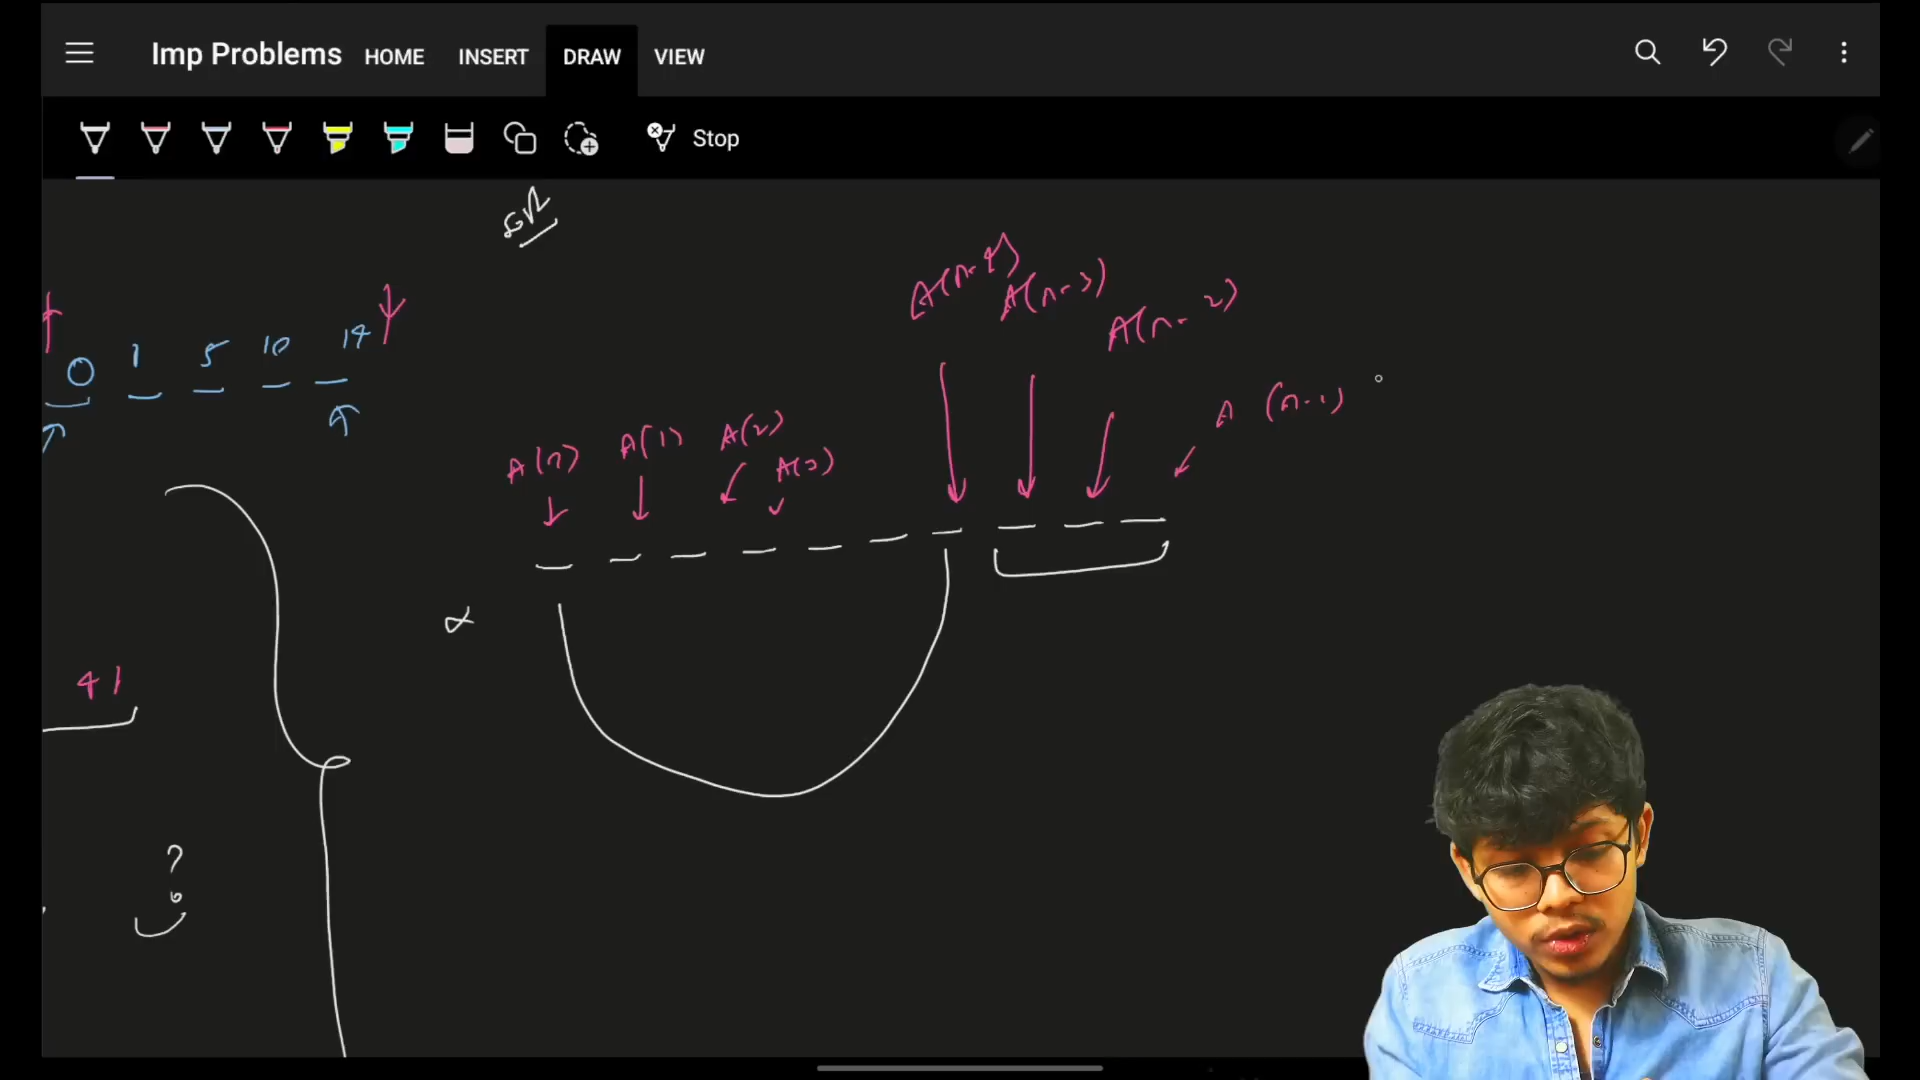 Imp Problems HOME INSERT DRAW VIEW
Stop
A(n-4) A(n-3)
A(n-2)
0 1 5 10 14
A(n-1)
A(1) A(2)
A(3)
α
41
?